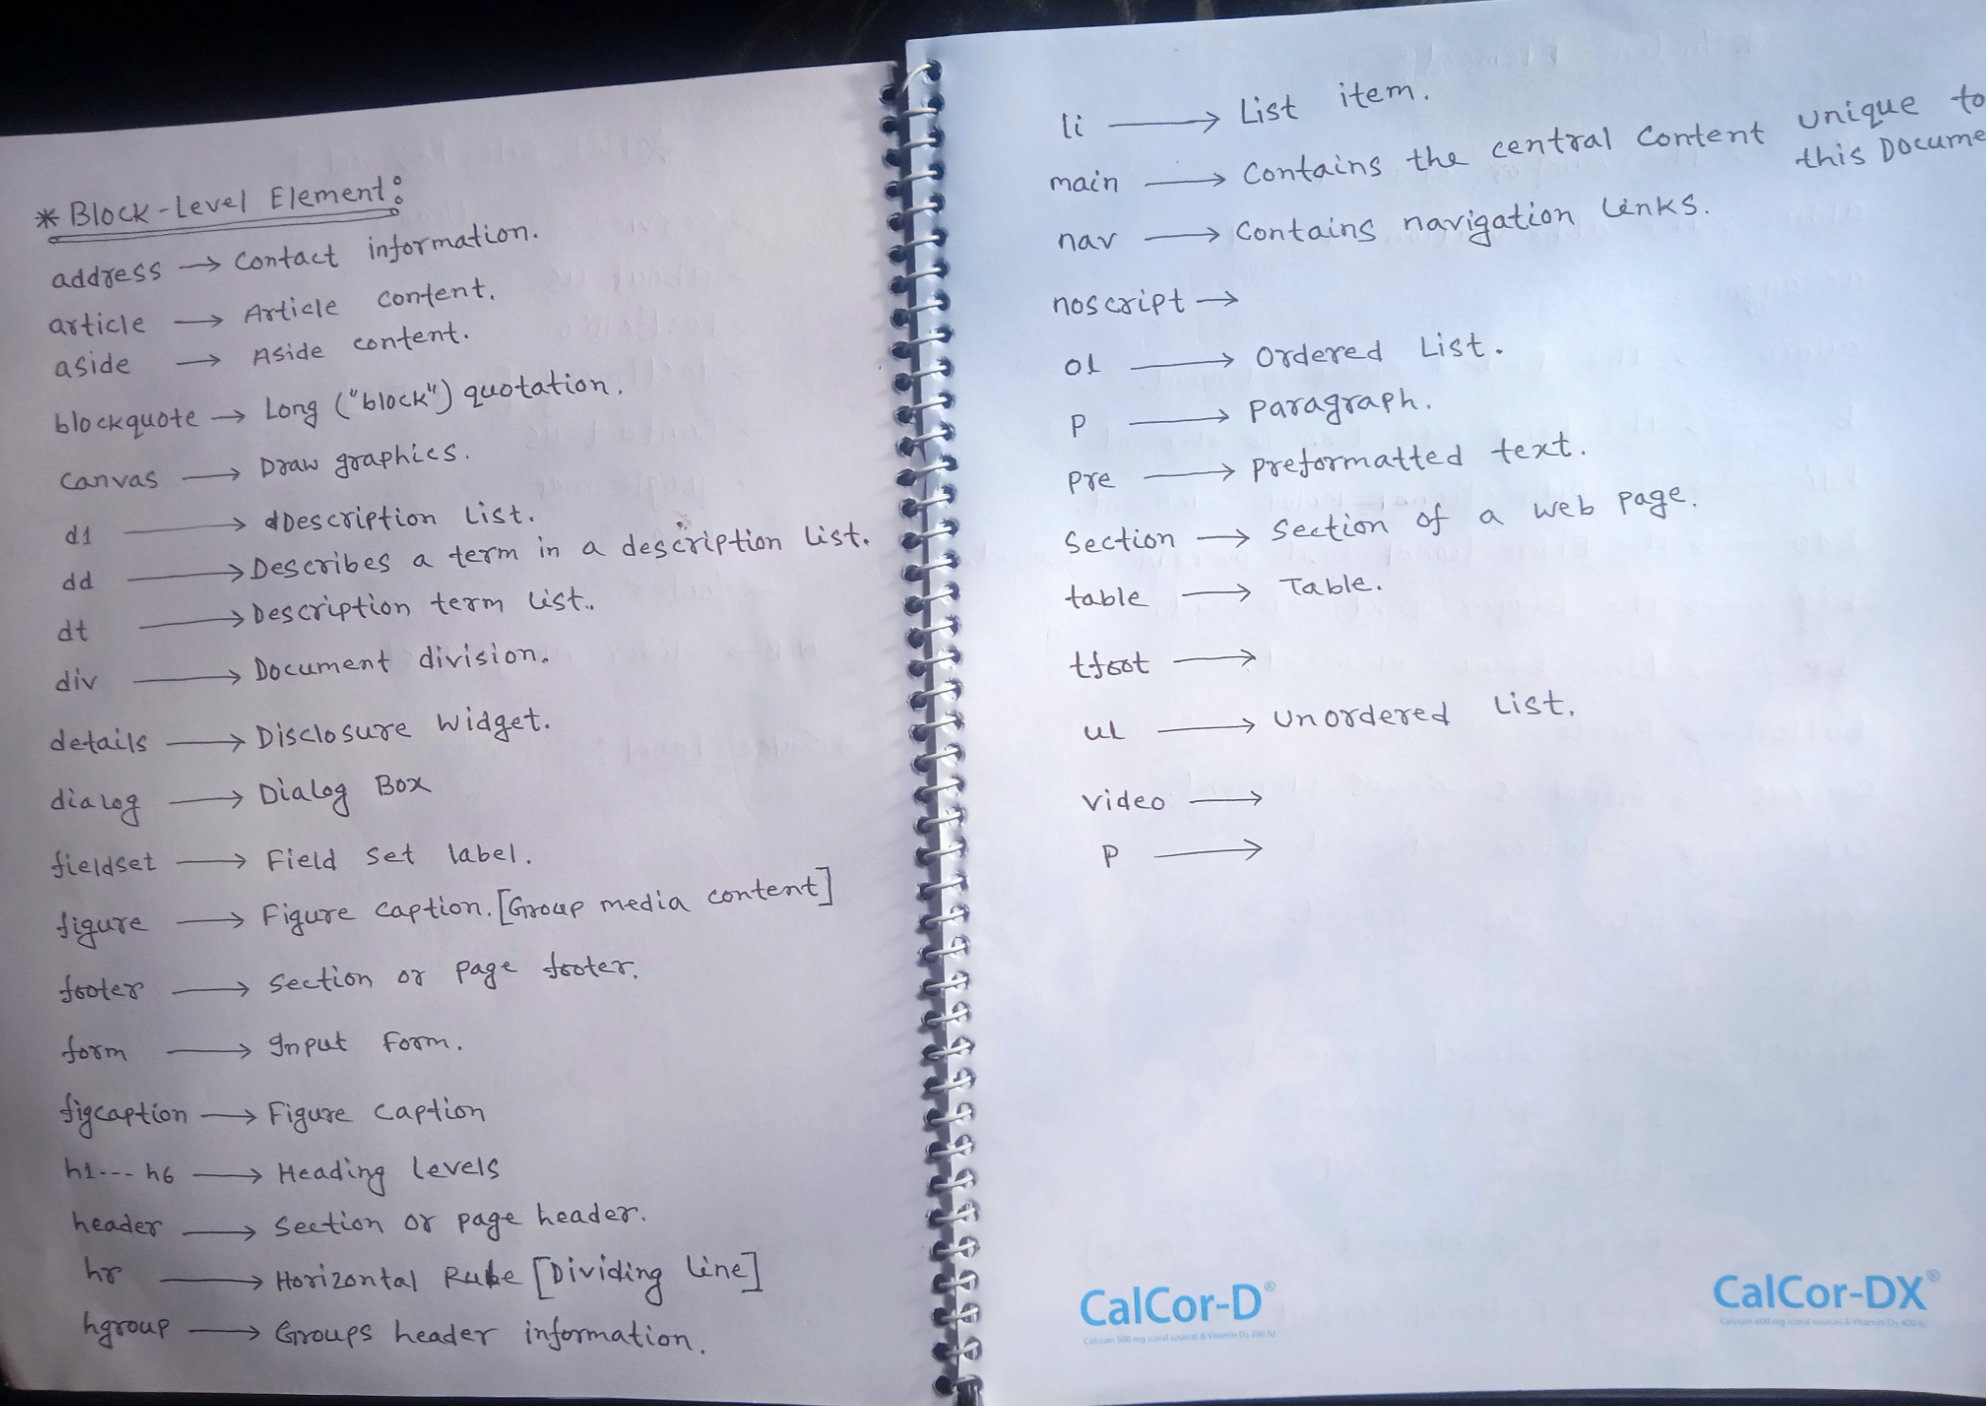 * Block-Level Element:
address → Contact information.
article → Article content.
aside → Aside content.
blockquote → Long ("block") quotation.
canvas → Draw graphics.
dl → Description List.
dd → Describes a term in a description List.
dt → Description term List.
div → Document division.
details → Disclosure Widget.
dialog → Dialog Box
fieldset → Field set label.
figure → Figure caption. [Group media content]
footer → Section or page footer.
form → Input Form.
figcaption → Figure Caption
h1--- h6 → Heading Levels
header → Section or page header.
hr → Horizontal Rule [Dividing Line]
hgroup → Groups header information.
li → List item.
main → Contains the central Content unique to
this Docume
nav → Contains navigation Links.
noscript →
ol → Ordered List.
P → paragraph.
pre → preformatted text.
Section → Section of a web page.
table → Table.
tfoot →
ul → Unordered List.
video →
P →
CalCor-D®
CalCor-DX®